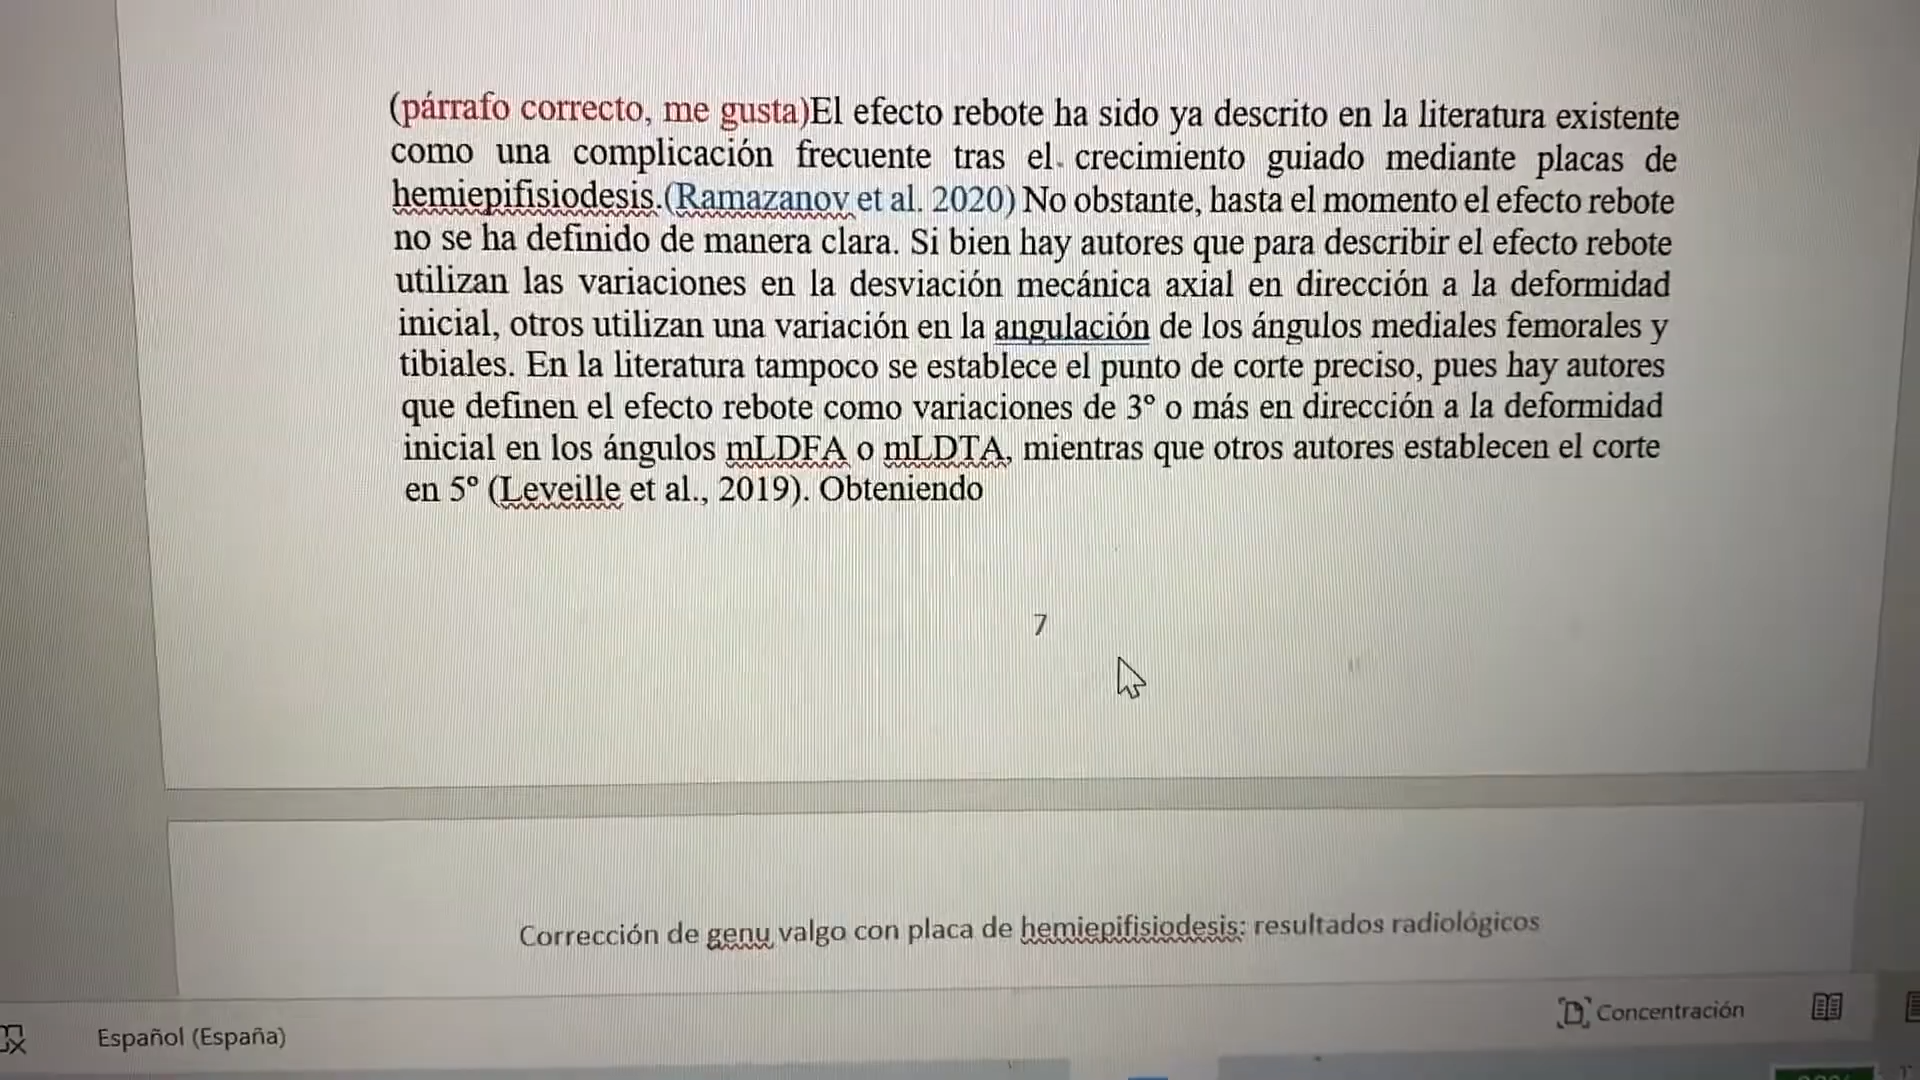 (párrafo correcto, me gusta)El efecto rebote ha sido ya descrito en la literatura existente
como una complicación frecuente tras el crecimiento guiado mediante placas de
hemiepifisiodesis.(Ramazanov et al. 2020) No obstante, hasta el momento el efecto rebote
no se ha definido de manera clara. Si bien hay autores que para describir el efecto rebote
utilizan las variaciones en la desviación mecánica axial en dirección a la deformidad
inicial, otros utilizan una variación en la angulación de los ángulos mediales femorales y
tibiales. En la literatura tampoco se establece el punto de corte preciso, pues hay autores
que definen el efecto rebote como variaciones de 3º o más en dirección a la deformidad
inicial en los ángulos mLDFA o mLDTA, mientras que otros autores establecen el corte
en 5º (Leveille et al., 2019). Obteniendo
7
Corrección de genu valgo con placa de hemiepifisiodesis: resultados radiológicos
Español (España)
Concentración